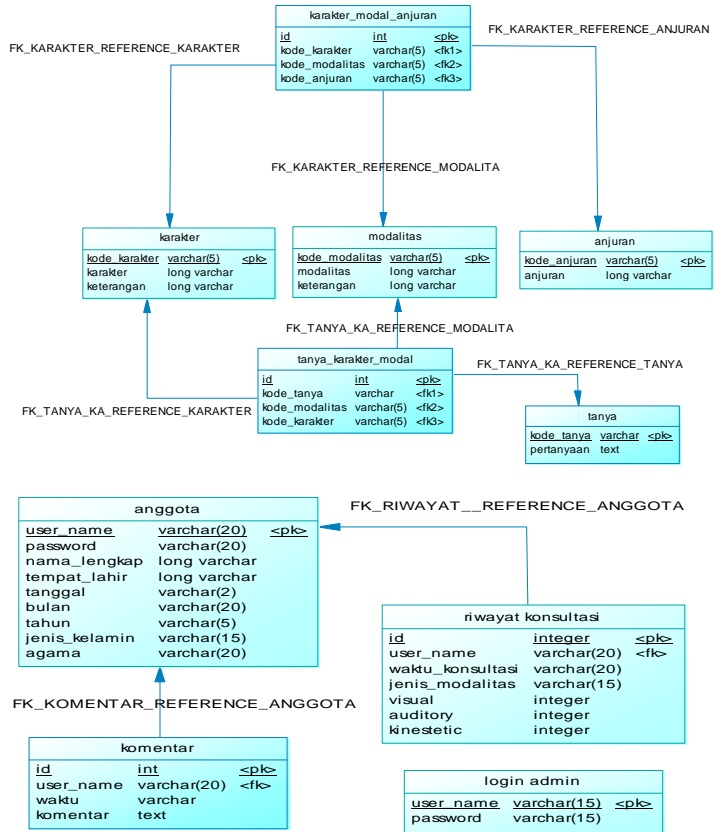 karakter_modal_anjuran
id int <pk>
kode_karakter varchar(5) <fk1>
kode_modalitas varchar(5) <fk2>
kode_anjuran varchar(5) <fk3>
FK_KARAKTER_REFERENCE_KARAKTER
FK_KARAKTER_REFERENCE_ANJURAN
FK_KARAKTER_REFERENCE_MODALITA
karakter
kode_karakter varchar(5) <pk>
karakter long varchar
keterangan long varchar
modalitas
kode_modalitas varchar(5) <pk>
modalitas long varchar
keterangan long varchar
anjuran
kode_anjuran varchar(5) <pk>
anjuran long varchar
FK_TANYA_KA_REFERENCE_MODALITA
tanya_karakter_modal
id int <pk>
kode_tanya varchar <fk1>
kode_modalitas varchar(5) <fk2>
kode_karakter varchar(5) <fk3>
FK_TANYA_KA_REFERENCE_TANYA
FK_TANYA_KA_REFERENCE_KARAKTER
tanya
kode_tanya varchar <pk>
pertanyaan text
anggota
user_name varchar(20) <pk>
password varchar(20)
nama_lengkap long varchar
tempat_lahir long varchar
tanggal varchar(2)
bulan varchar(20)
tahun varchar(5)
jenis_kelamin varchar(15)
agama varchar(20)
FK_RIWAYAT__REFERENCE_ANGGOTA
riwayat konsultasi
id integer <pk>
user_name varchar(20) <fk>
waktu_konsultasi varchar(20)
jenis_modalitas varchar(15)
visual integer
auditory integer
kinestetic integer
FK_KOMENTAR_REFERENCE_ANGGOTA
komentar
id int <pk>
user_name varchar(20) <fk>
waktu varchar
komentar text
login admin
user_name varchar(15) <pk>
password varchar(15)